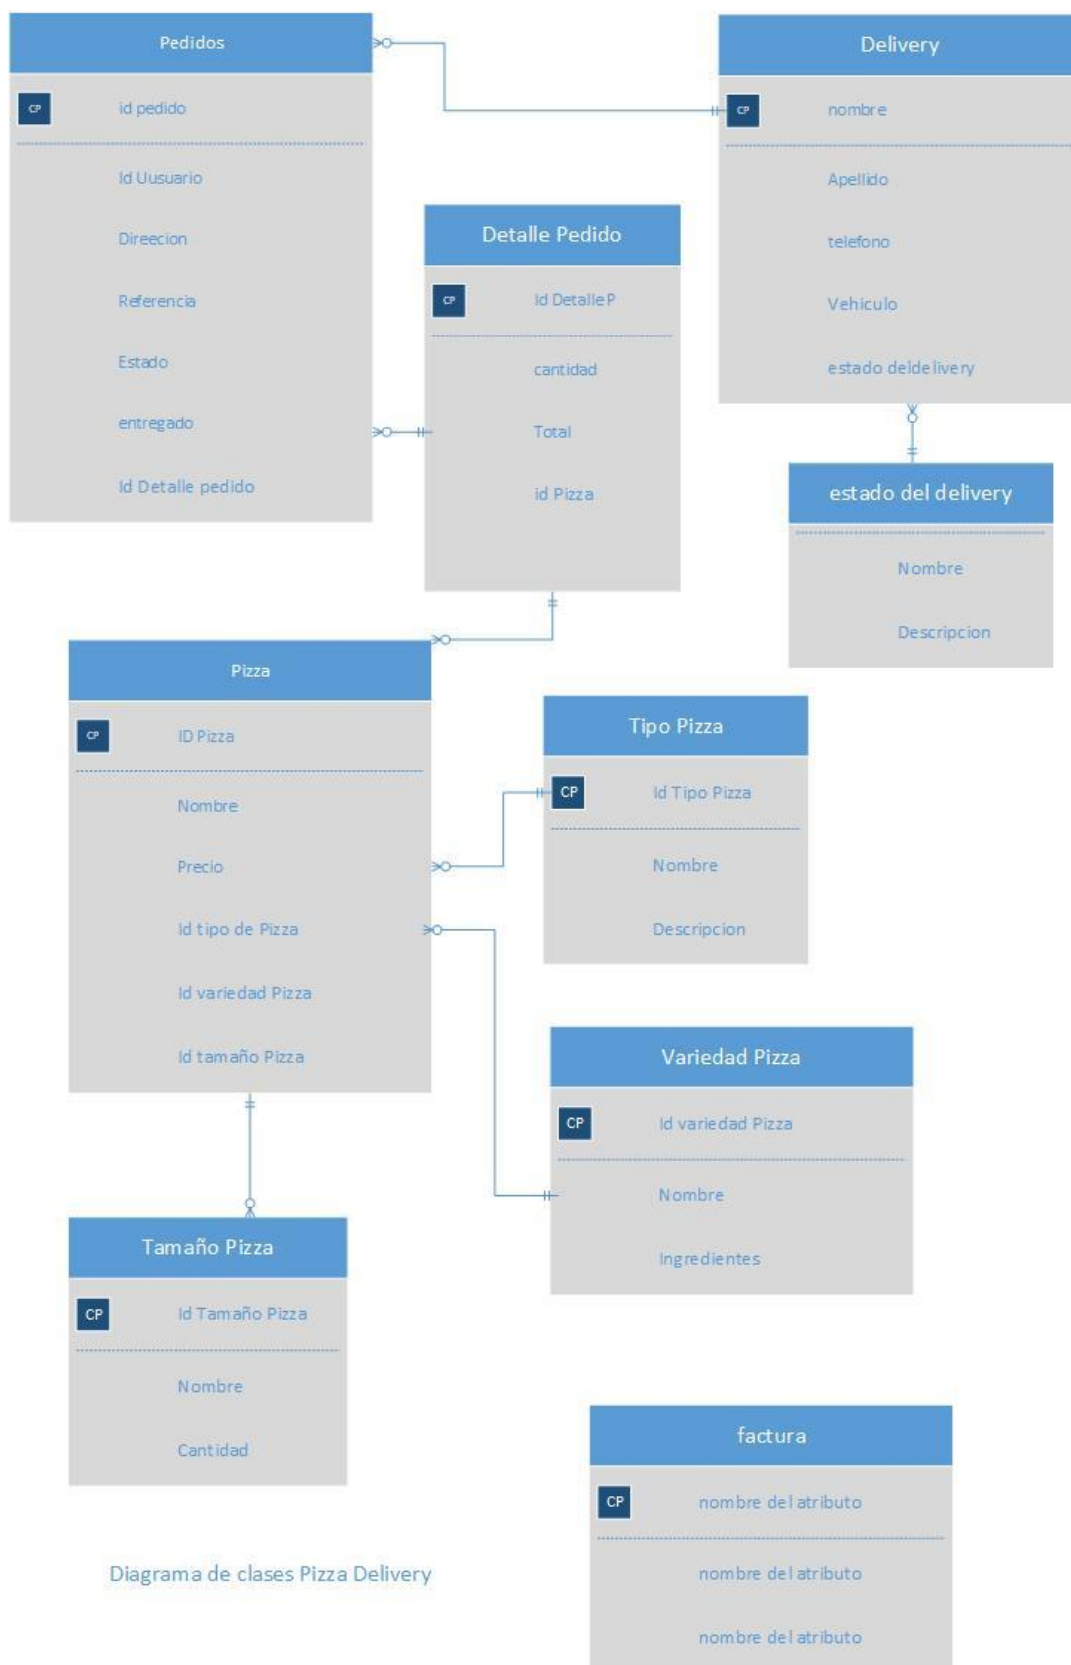 Pedidos
CP id pedido
Id Uusuario
Direecion
Referencia
Estado
entregado
Id Detalle pedido
Delivery
CP nombre
Apellido
telefono
Vehiculo
estado deldelivery
Detalle Pedido
CP Id DetalleP
cantidad
Total
id Pizza
estado del delivery
Nombre
Descripcion
Pizza
CP ID Pizza
Nombre
Precio
Id tipo de Pizza
Id variedad Pizza
Id tamaño Pizza
Tipo Pizza
CP Id Tipo Pizza
Nombre
Descripcion
Variedad Pizza
CP Id variedad Pizza
Nombre
Ingredientes
Tamaño Pizza
CP Id Tamaño Pizza
Nombre
Cantidad
factura
CP nombre del atributo
nombre del atributo
nombre del atributo
Diagrama de clases Pizza Delivery